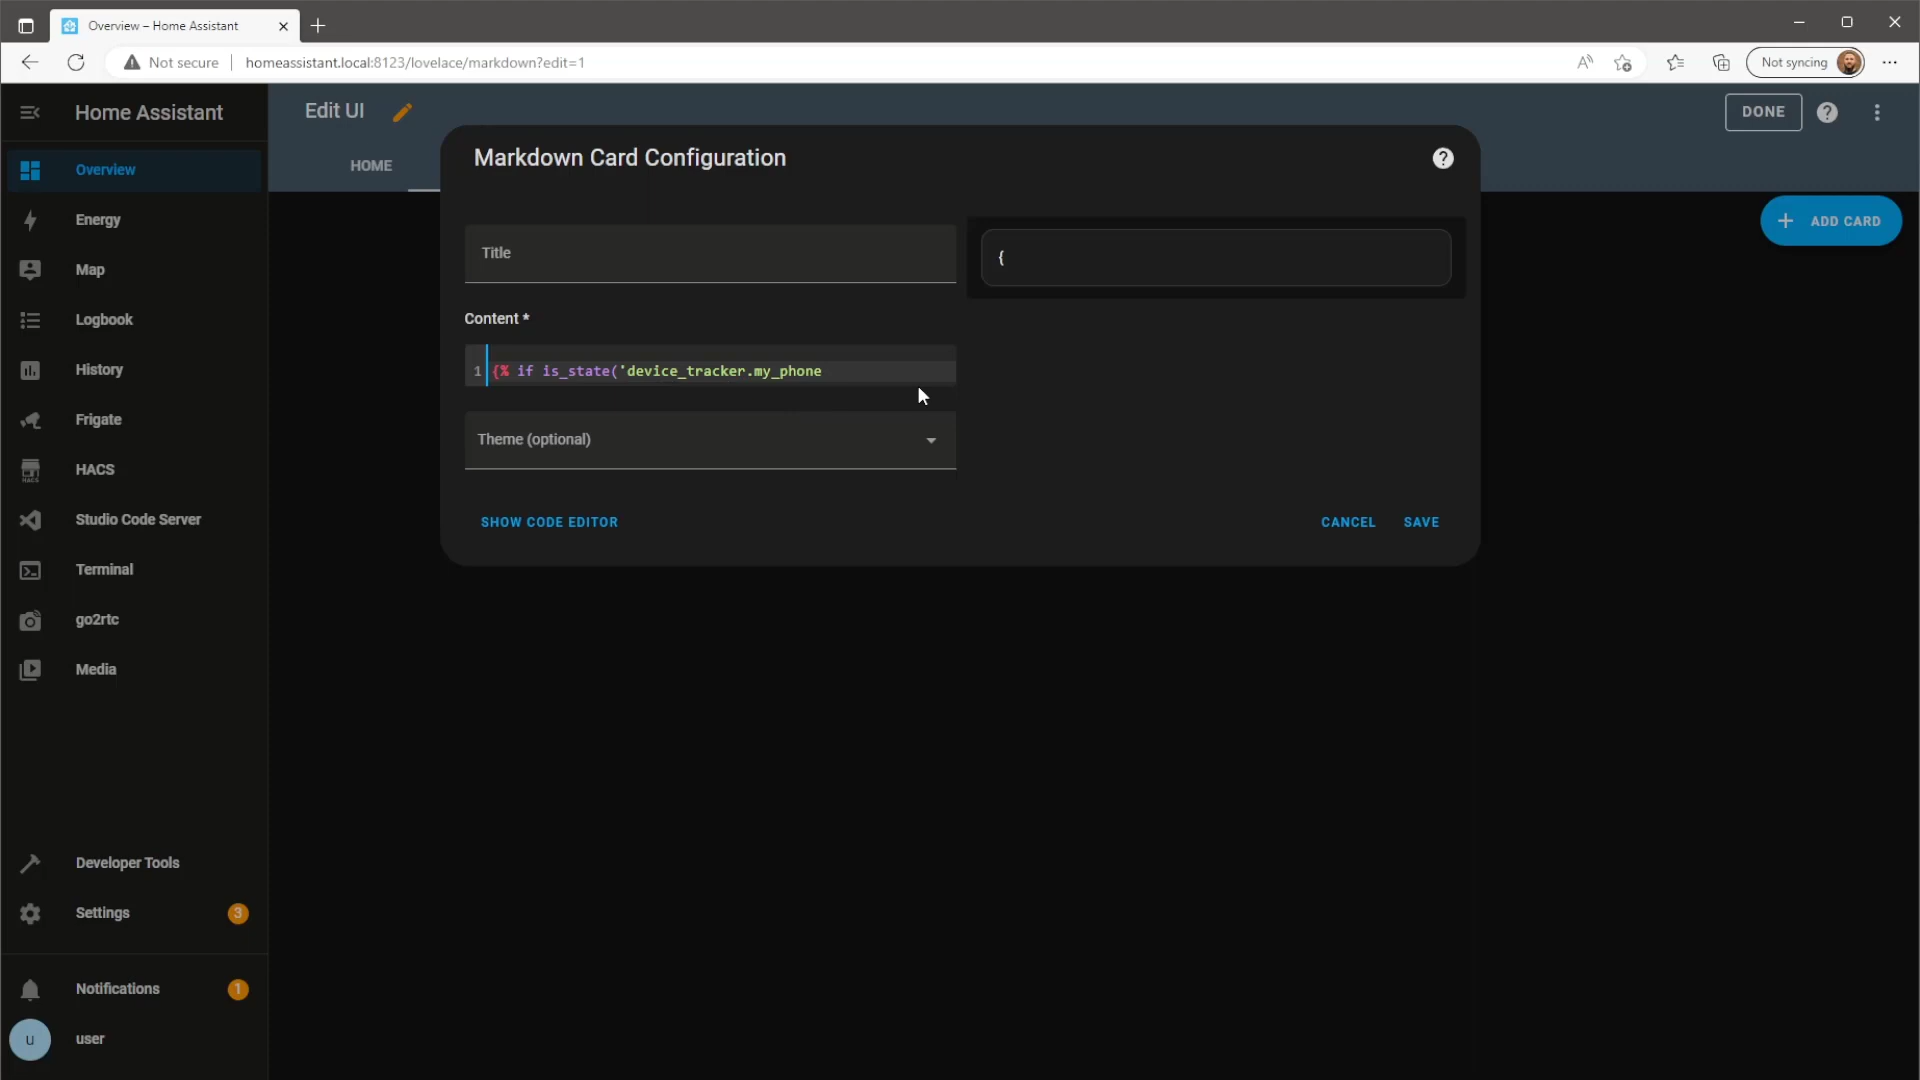 Overview – Home Assistant
Not secure
homeassistant.local:8123/lovelace/markdown?edit=1
Not syncing
Home Assistant
Edit UI
DONE
HOME
Overview
Energy
Map
Logbook
History
Frigate
HACS
Studio Code Server
Terminal
go2rtc
Media
Developer Tools
Settings
3
Notifications
1
u
user
+ ADD CARD
Markdown Card Configuration
Title
{
Content *
1 {% if is_state('device_tracker.my_phone
Theme (optional)
SHOW CODE EDITOR
CANCEL
SAVE